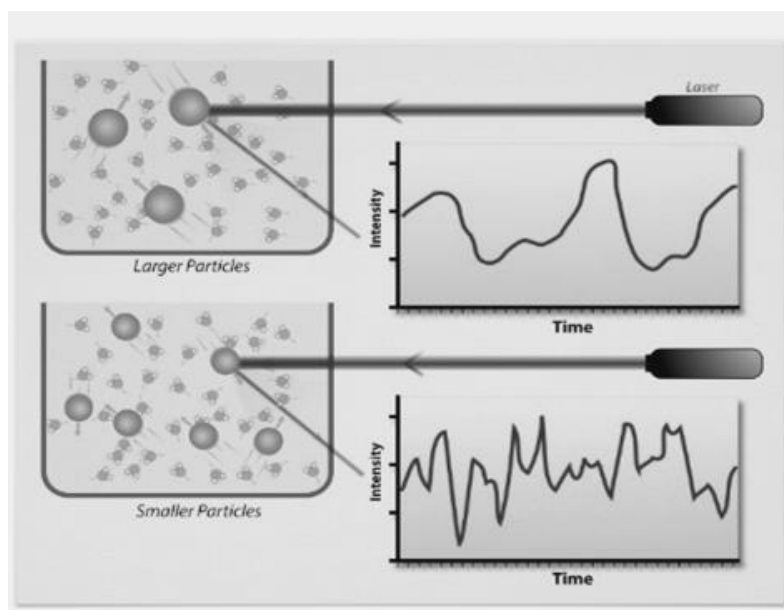 Laser
Intensity
Time
Larger Particles
Intensity
Time
Smaller Particles